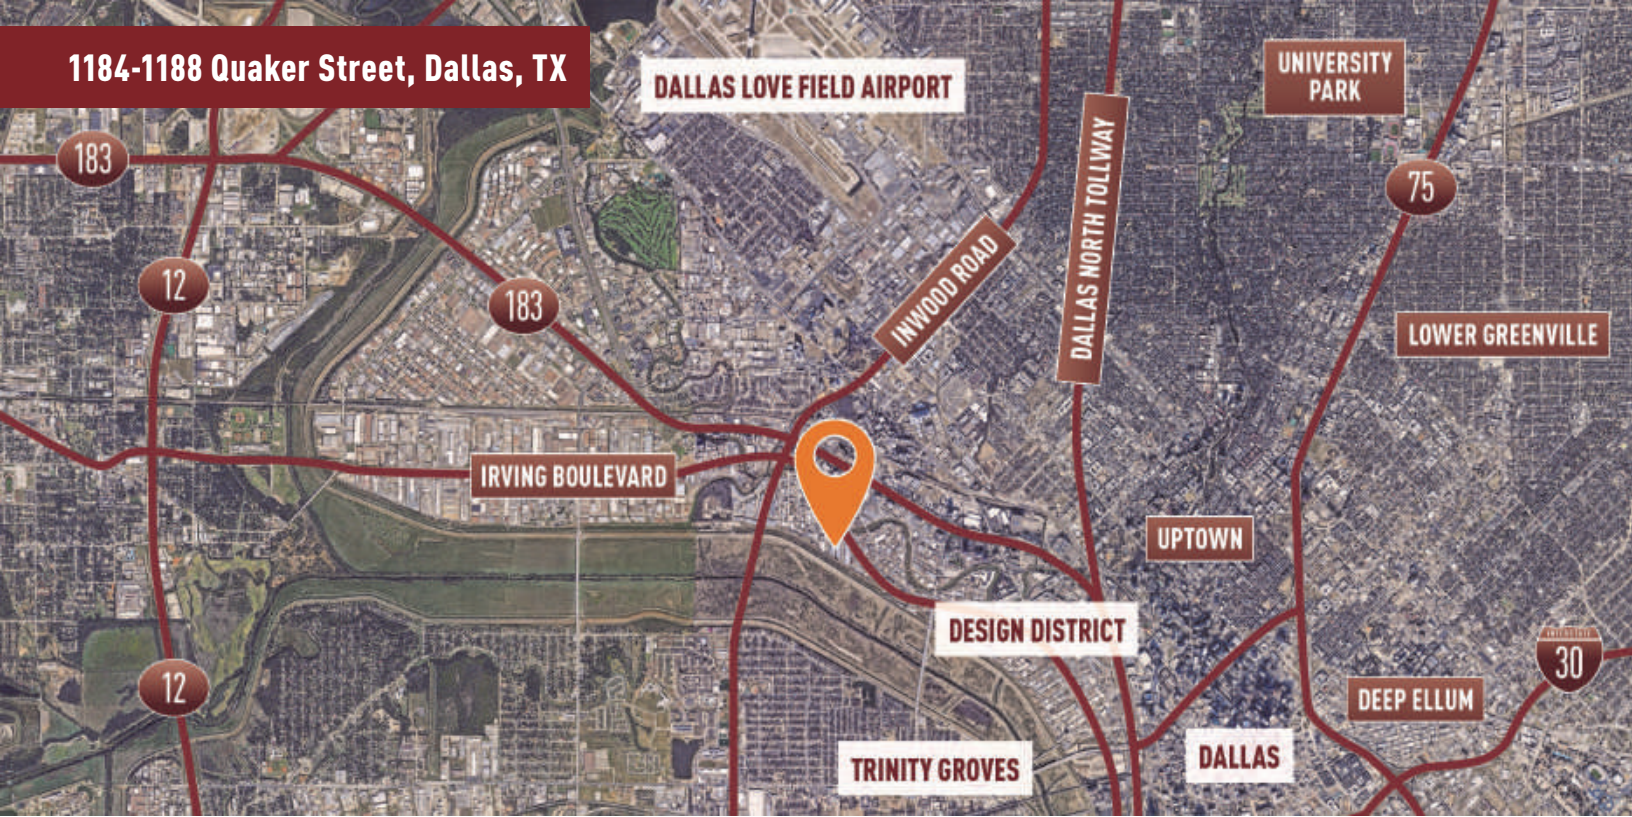 1184-1188 Quaker Street, Dallas, TX
DALLAS LOVE FIELD AIRPORT
UNIVERSITY
PARK
183
75
DALLAS NORTH TOLLWAY
INWOOD ROAD
12
183
LOWER GREENVILLE
IRVING BOULEVARD
UPTOWN
DESIGN DISTRICT
INTERSTATE
30
12
DEEP ELLUM
DALLAS
TRINITY GROVES